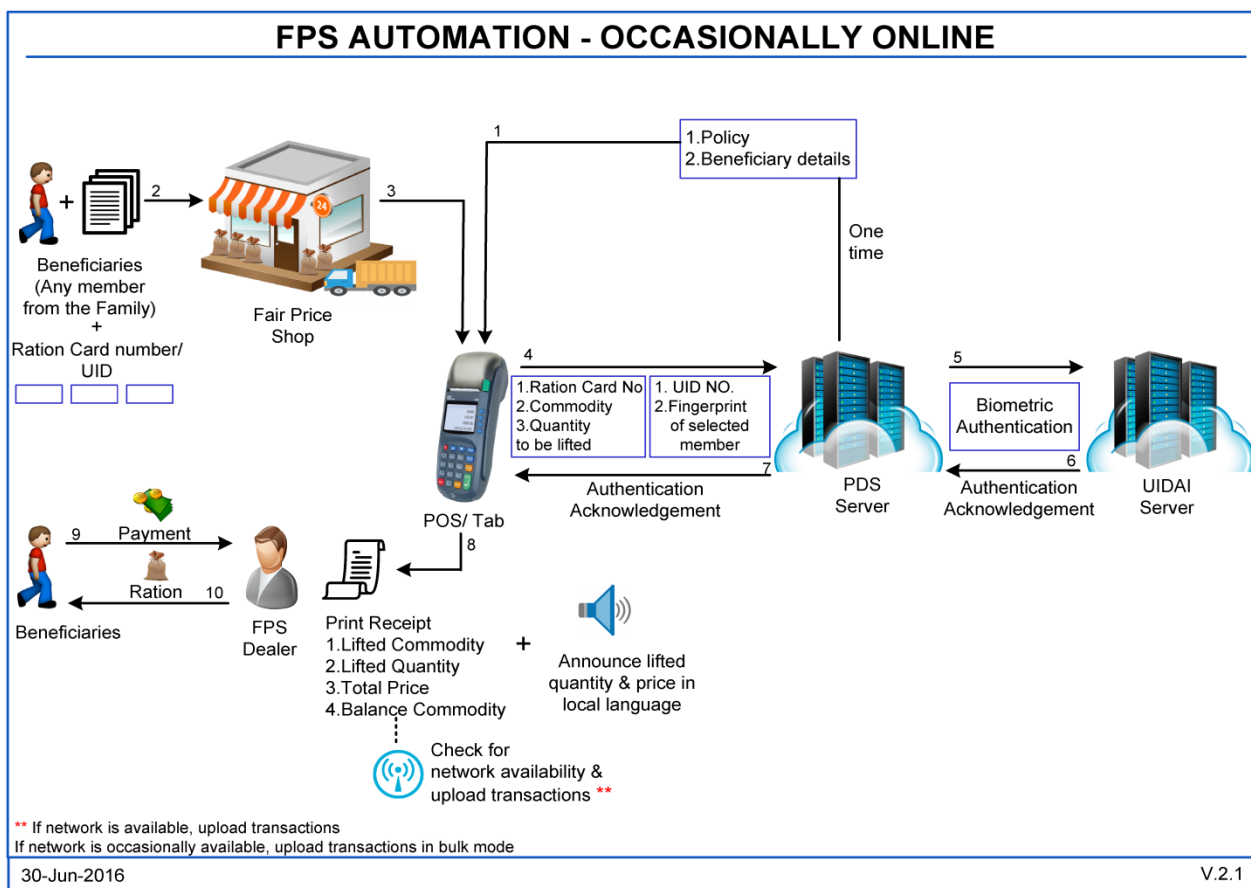 FPS AUTOMATION - OCCASIONALLY ONLINE
1
1.Policy
2.Beneficiary details
One
time
2
24
3
Beneficiaries
(Any member
from the Family)
+
Ration Card number/
UID
Fair Price
Shop
4
1.Ration Card No
2.Commodity
3.Quantity
to be lifted
1. UID NO.
2.Fingerprint
of selected
member
7
Authentication
Acknowledgement
POS/ Tab
5
Biometric
Authentication
6
Authentication
Acknowledgement
PDS
Server
UIDAI
Server
8
9
Payment
Ration
10
Beneficiaries
FPS
Dealer
Print Receipt
1.Lifted Commodity
2.Lifted Quantity
3.Total Price
4.Balance Commodity
+
Announce lifted
quantity & price in
local language
Check for
network availability &
upload transactions **
** If network is available, upload transactions
If network is occasionally available, upload transactions in bulk mode
30-Jun-2016
V.2.1